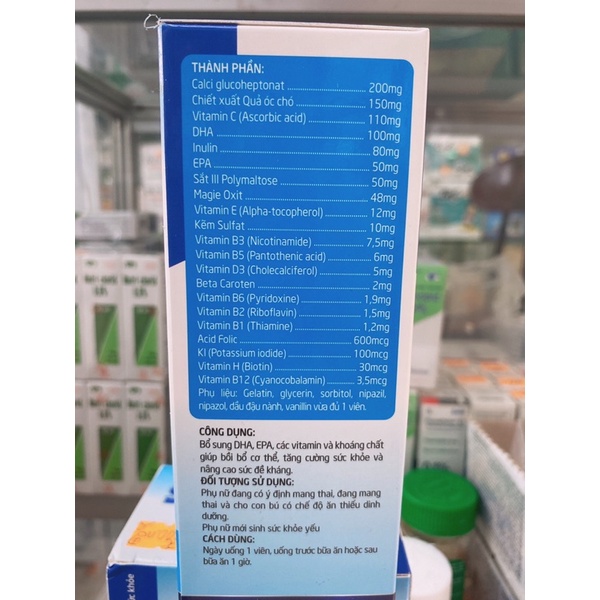 THÀNH PHẦN:
Calci glucoheptonat 200mg
Chiết xuất Quả óc chó 150mg
Vitamin C (Ascorbic acid) 110mg
DHA 100mg
Inulin 80mg
EPA 50mg
Sắt III Polymaltose 50mg
Magie Oxit 48mg
Vitamin E (Alpha-tocopherol) 12mg
Kẽm Sulfat 10mg
Vitamin B3 (Nicotinamide) 7,5mg
Vitamin B5 (Pantothenic acid) 6mg
Vitamin D3 (Cholecalciferol) 5mg
Beta Caroten 2mg
Vitamin B6 (Pyridoxine) 1,9mg
Vitamin B2 (Riboflavin) 1,5mg
Vitamin B1 (Thiamine) 1,2mg
Acid Folic 600mcg
KI (Potassium iodide) 100mcg
Vitamin H (Biotin) 30mcg
Vitamin B12 (Cyanocobalamin) 3,5mcg
Phụ liệu: Gelatin, glycerin, sorbitol, nipazil,
nipazol, dầu đậu nành, vanillin vừa đủ 1 viên.
CÔNG DỤNG:
Bổ sung DHA, EPA, các vitamin và khoáng chất
giúp bồi bổ cơ thể, tăng cường sức khỏe và
nâng cao sức đề kháng.
ĐỐI TƯỢNG SỬ DỤNG:
Phụ nữ đang có ý định mang thai, đang mang
thai và cho con bú có chế độ ăn thiếu dinh
dưỡng.
Phụ nữ mới sinh sức khỏe yếu
CÁCH DÙNG:
Ngày uống 1 viên, uống trước bữa ăn hoặc sau
bữa ăn 1 giờ.
khỏe